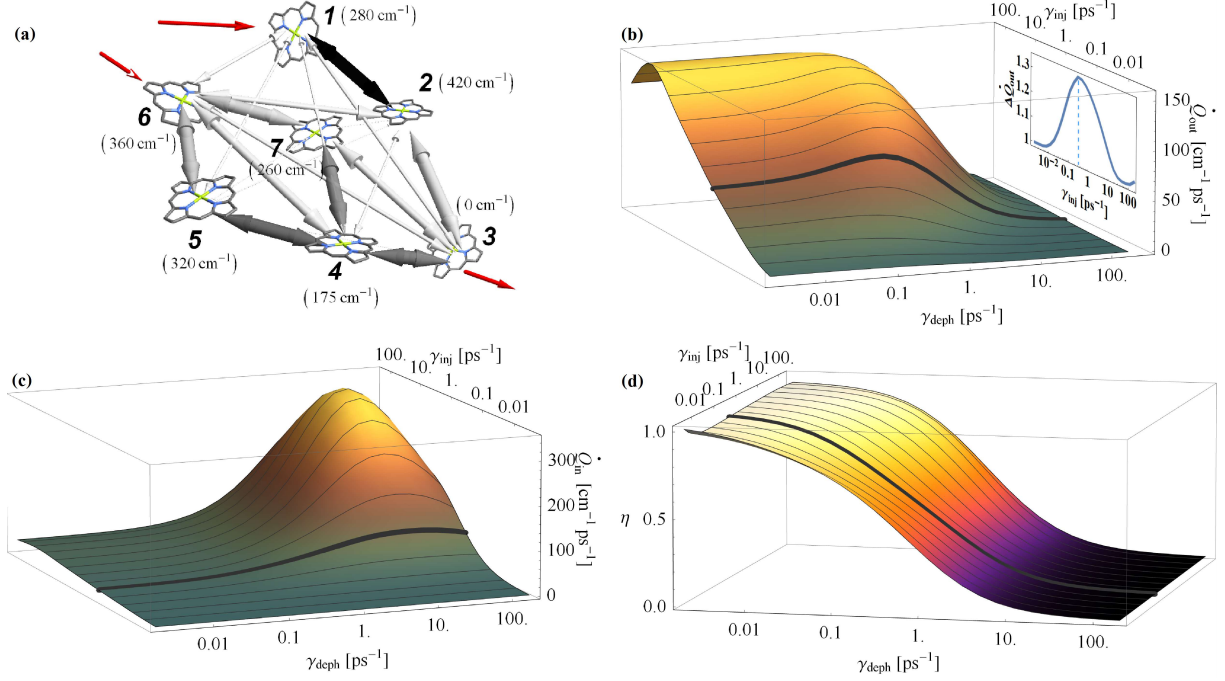 (a)
1 (280 cm⁻¹)
2 (420 cm⁻¹)
6
(360 cm⁻¹)
7
(260 cm⁻¹)
(0 cm⁻¹)
3
5
(320 cm⁻¹)
4
(175 cm⁻¹)
(b)
γinj [ps⁻¹]
100. 10. 1. 0.1 0.01
1.3
1.2
1.1
1
ΔQ̇out
10⁻² 0.1 1 10 100
γinj [ps⁻¹]
150
100
50
0
Q̇out [cm⁻¹ ps⁻¹]
0.01 0.1 1. 10. 100.
γdeph [ps⁻¹]
(c)
γinj [ps⁻¹]
100. 10. 1. 0.1 0.01
300
200
100
0
Q̇in [cm⁻¹ ps⁻¹]
0.01 0.1 1. 10. 100.
γdeph [ps⁻¹]
(d)
γinj [ps⁻¹]
0.01 0.1 1. 10. 100.
1.0
0.5
0.0
η
0.01 0.1 1. 10. 100.
γdeph [ps⁻¹]